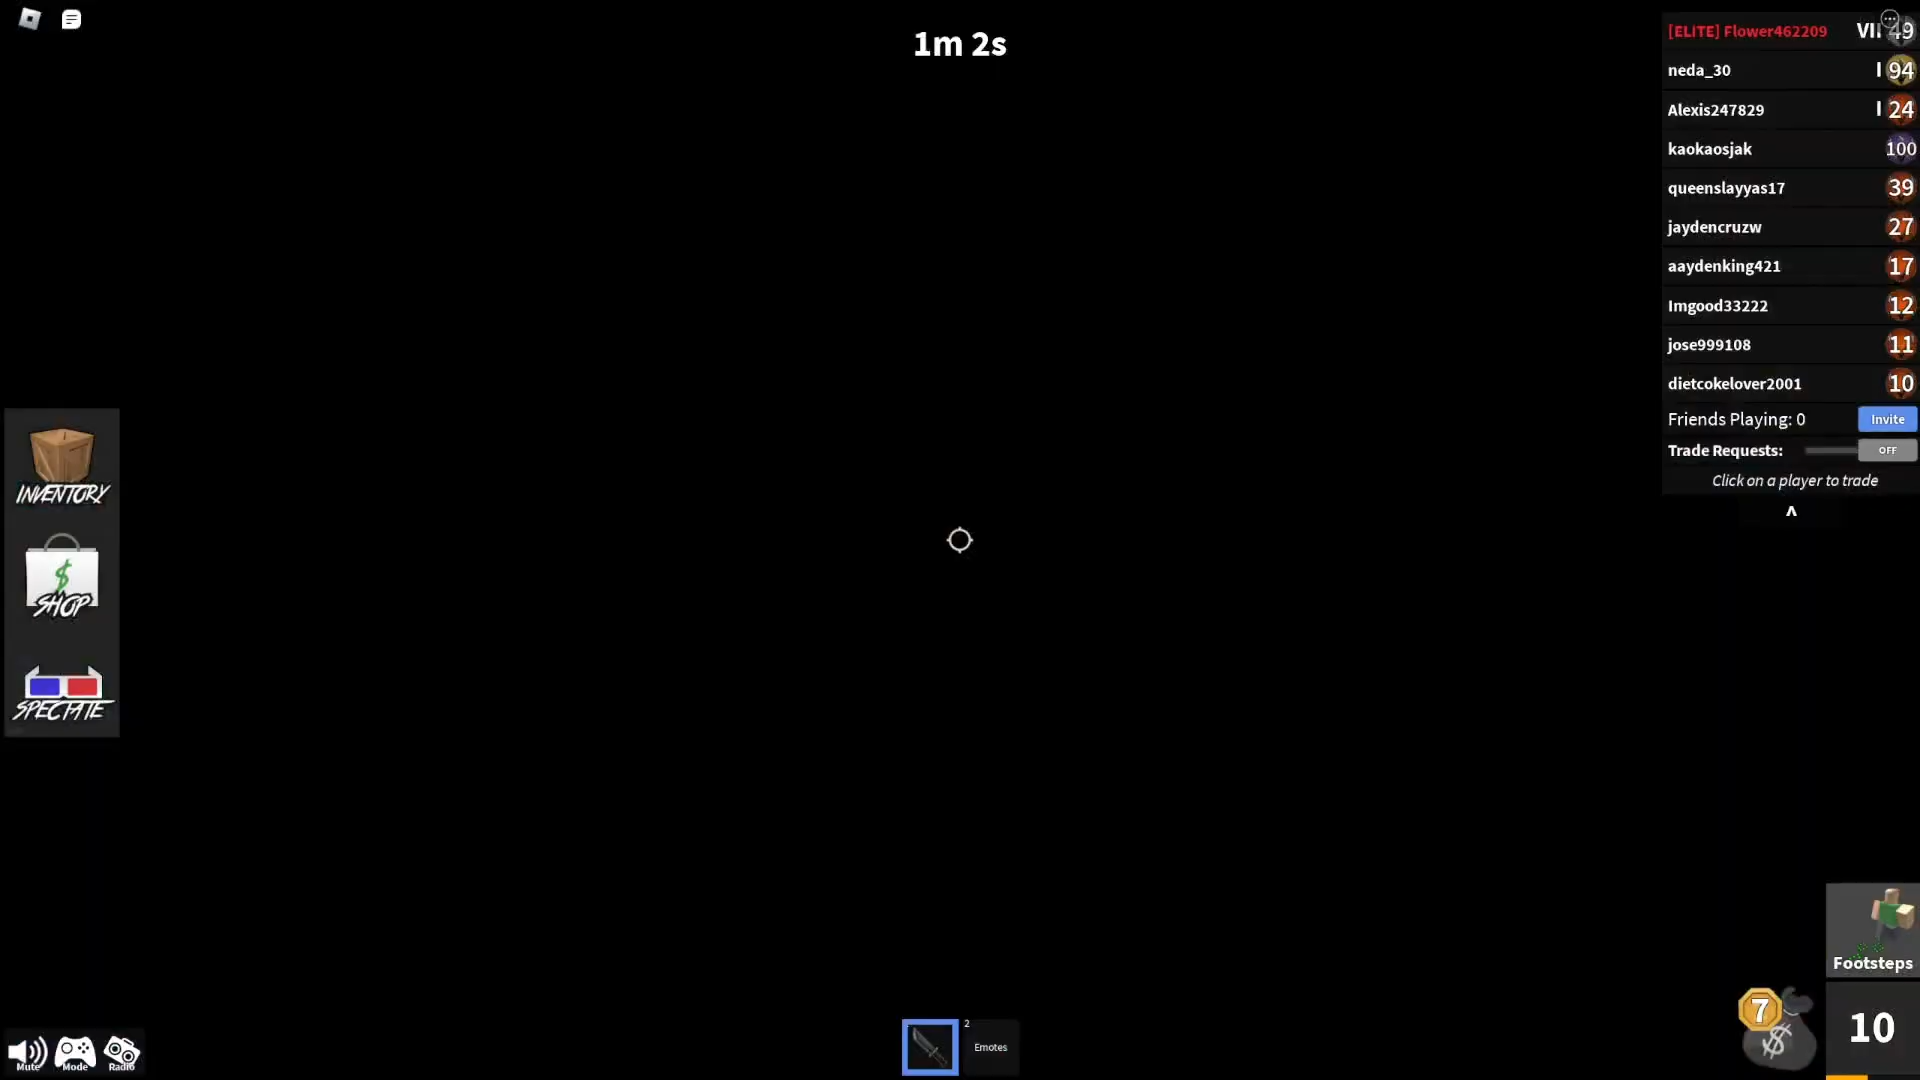 1m 2s
[ELITE] Flower462209 VII 49
neda_30 I 94
Alexis247829 I 24
kaokaosjak 100
queenslayyas17 39
jaydencruzw 27
aaydenking421 17
Imgood33222 12
jose999108 11
dietcokelover2001 10
Friends Playing: 0 Invite
Trade Requests: OFF
Click on a player to trade
^
INVENTORY
$
SHOP
SPECTATE
Footsteps
7
$
10
Mute Mode Radio
2
Emotes